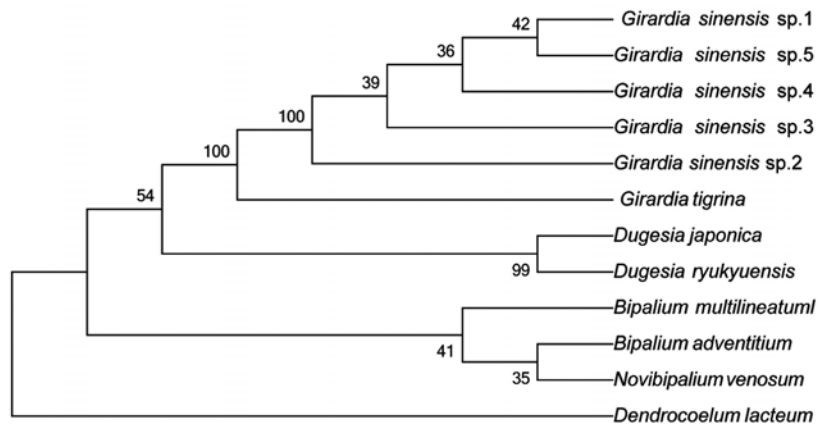 42 Girardia sinensis sp.1
36 Girardia sinensis sp.5
39 Girardia sinensis sp.4
100 Girardia sinensis sp.3
100 Girardia sinensis sp.2
54 Girardia tigrina
Dugesia japonica
99 Dugesia ryukyuensis
Bipalium multilineatuml
41 Bipalium adventitium
35 Novibipalium venosum
Dendrocoelum lacteum